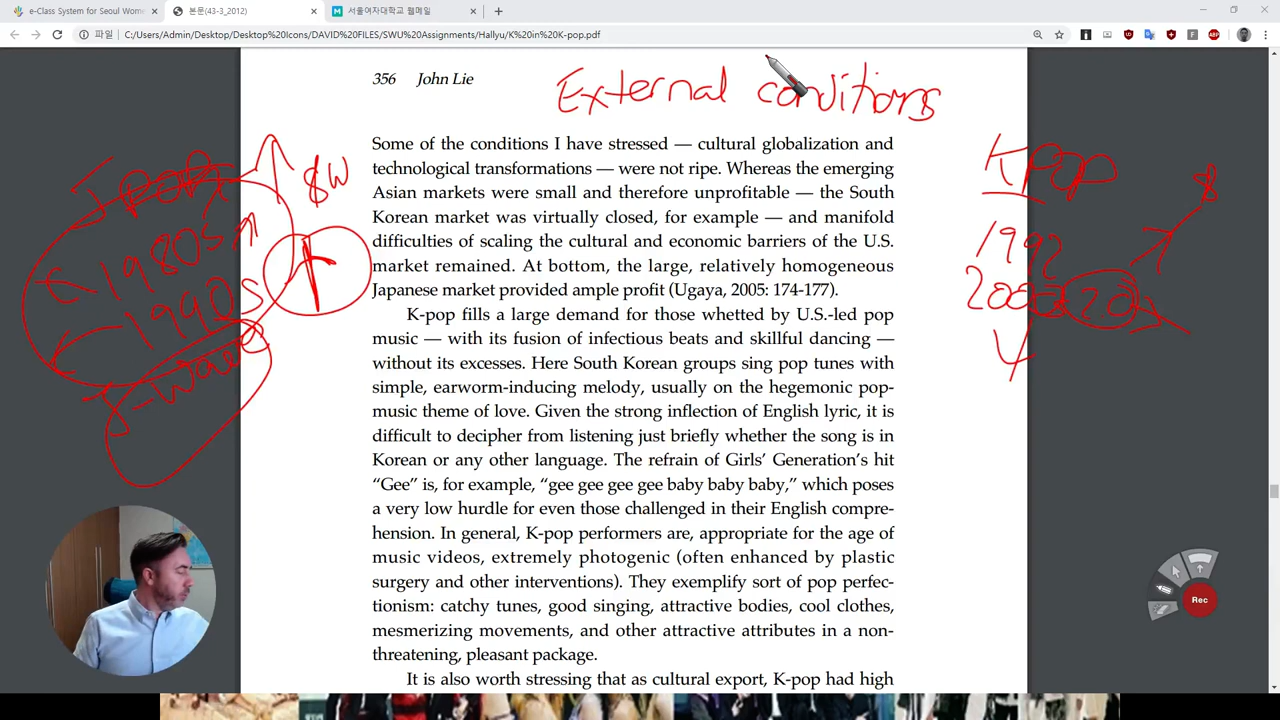 e-Class System for Seoul Wome
본문(43-3_2012)
서울여자대학교 웹메일
파일
C:/Users/Admin/Desktop/Desktop%20Icons/DAVID%20FILES/SWU%20Assignments/Hallyu/K%20in%20K-pop.pdf
356 John Lie
External conditions
Some of the conditions I have stressed — cultural globalization and
technological transformations — were not ripe. Whereas the emerging
Asian markets were small and therefore unprofitable — the South
Korean market was virtually closed, for example — and manifold
difficulties of scaling the cultural and economic barriers of the U.S.
market remained. At bottom, the large, relatively homogeneous
Japanese market provided ample profit (Ugaya, 2005: 174-177).
K-pop fills a large demand for those whetted by U.S.-led pop
music — with its fusion of infectious beats and skillful dancing —
without its excesses. Here South Korean groups sing pop tunes with
simple, earworm-inducing melody, usually on the hegemonic pop-
music theme of love. Given the strong inflection of English lyric, it is
difficult to decipher from listening just briefly whether the song is in
Korean or any other language. The refrain of Girls’ Generation’s hit
“Gee” is, for example, “gee gee gee gee baby baby baby,” which poses
a very low hurdle for even those challenged in their English compre-
hension. In general, K-pop performers are, appropriate for the age of
music videos, extremely photogenic (often enhanced by plastic
surgery and other interventions). They exemplify sort of pop perfec-
tionism: catchy tunes, good singing, attractive bodies, cool clothes,
mesmerizing movements, and other attractive attributes in a non-
threatening, pleasant package.
It is also worth stressing that as cultural export, K-pop had high
J pop
1980s
1990s
KPOP
1992
20
Rec